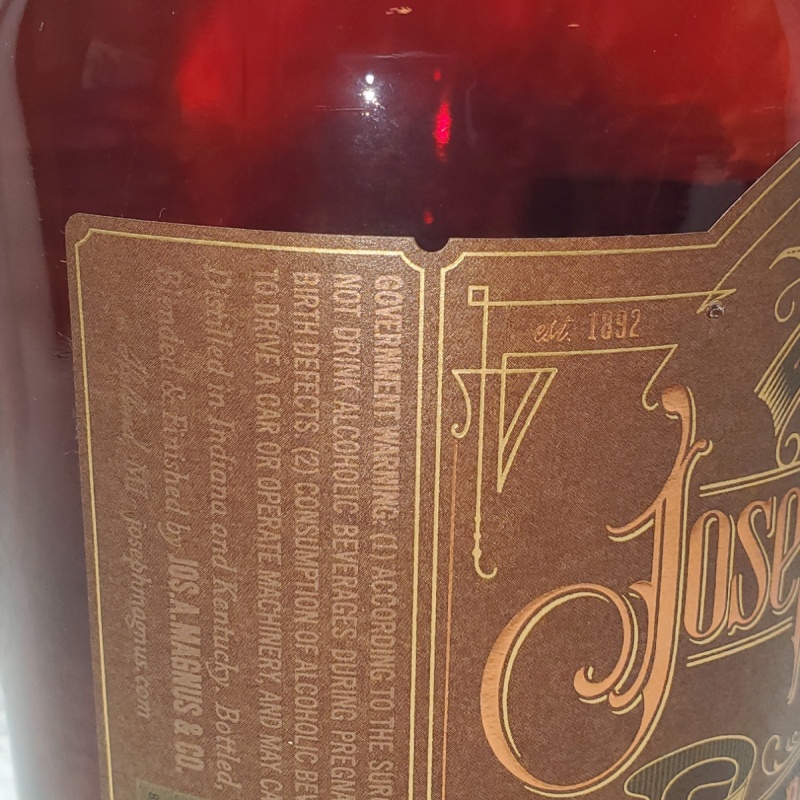 GOVERNMENT WARNING: (1) ACCORDING TO THE SUR
NOT DRINK ALCOHOLIC BEVERAGES DURING PREGNA
BIRTH DEFECTS. (2) CONSUMPTION OF ALCOHOLIC BEV
TO DRIVE A CAR OR OPERATE MACHINERY, AND MAY CA
Distilled in Indiana and Kentucky. Bottled,
Blended & Finished by JOS. A. MAGNUS & CO.
MI josephmagnus.com
est. 1892
JOSE